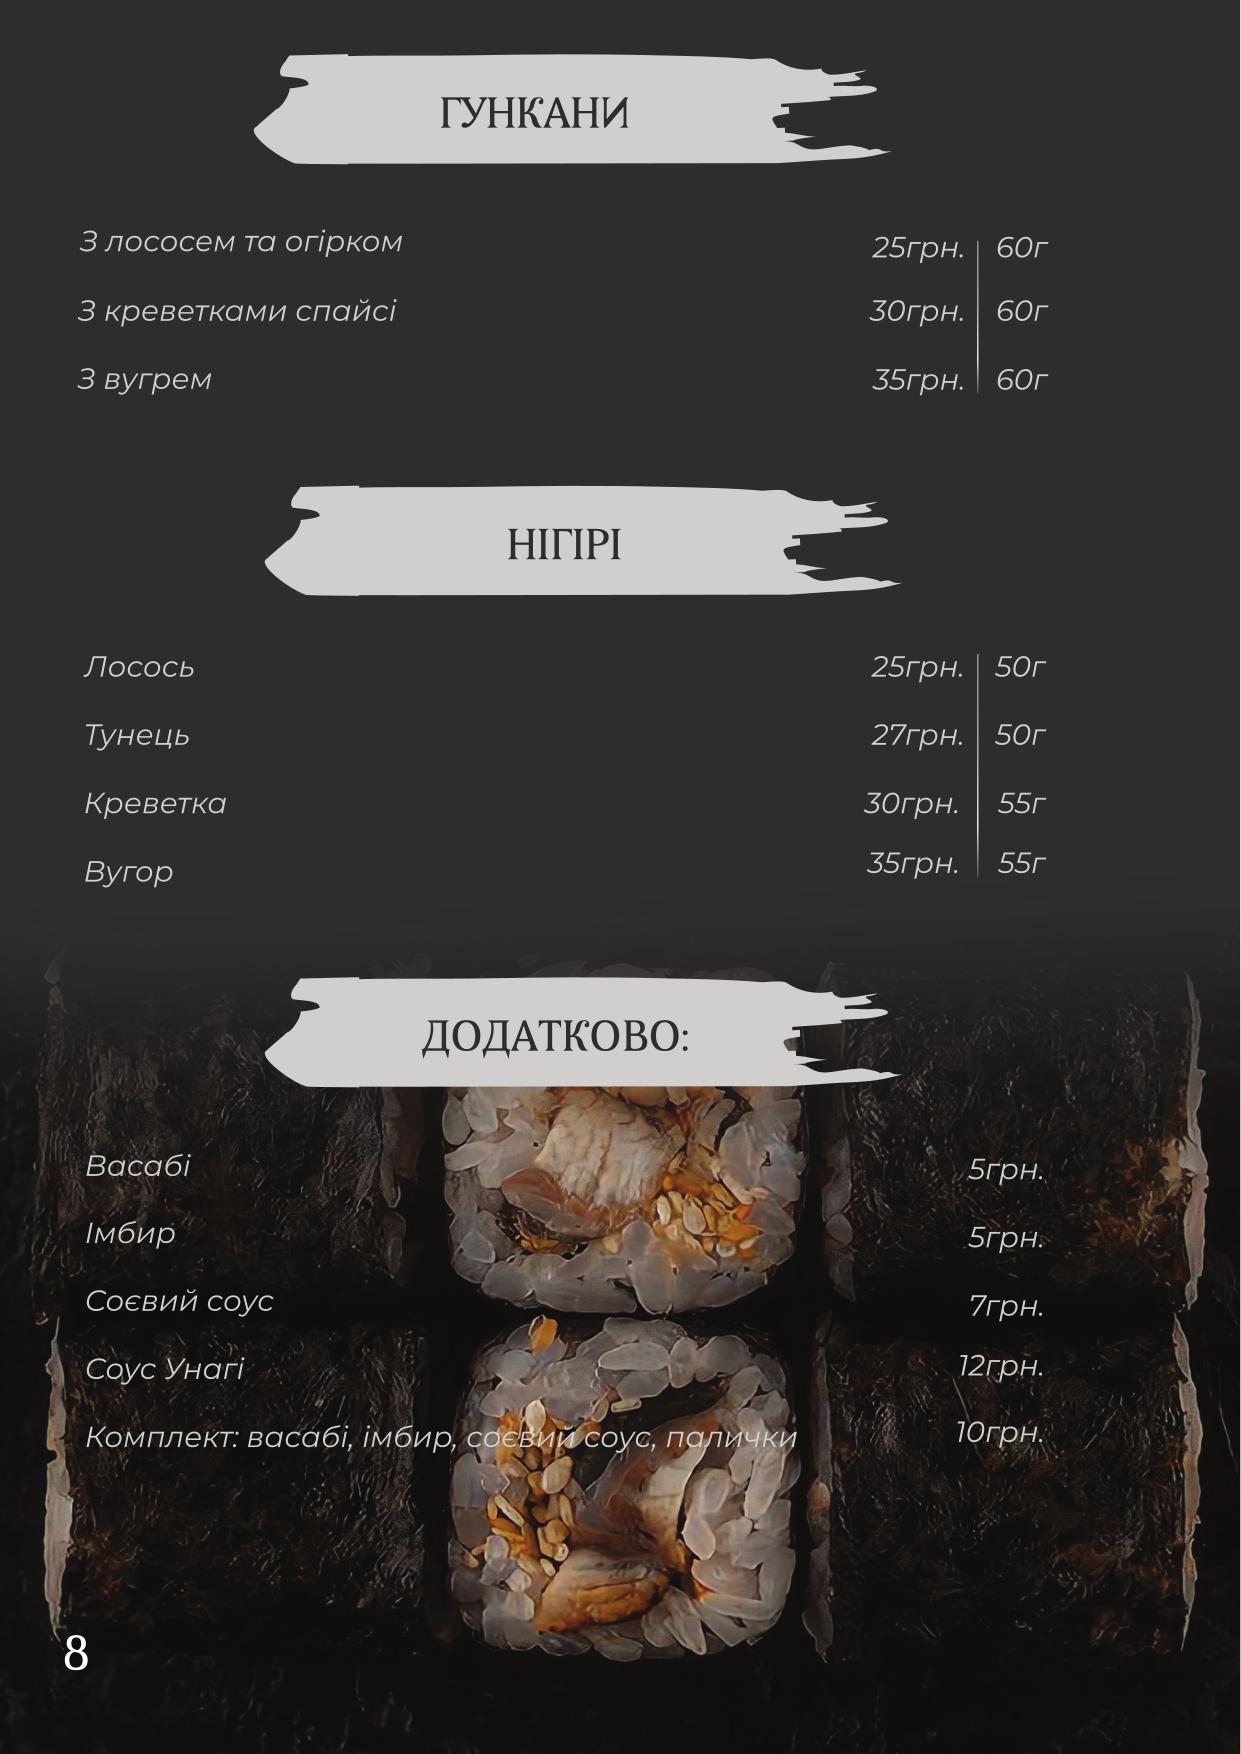 ГУНКАНИ
З лососем та огірком 25грн. 60г
З креветками спайсі 30грн. 60г
З вугрем 35грн. 60г
НІГІРІ
Лосось 25грн. 50г
Тунець 27грн. 50г
Креветка 30грн. 55г
Вугор 35грн. 55г
ДОДАТКОВО:
Васабі 5грн.
Імбир 5грн.
Соєвий соус 7грн.
Соус Унагі 12грн.
Комплект: васабі, імбир, соєвий соус, палички 10грн.
8